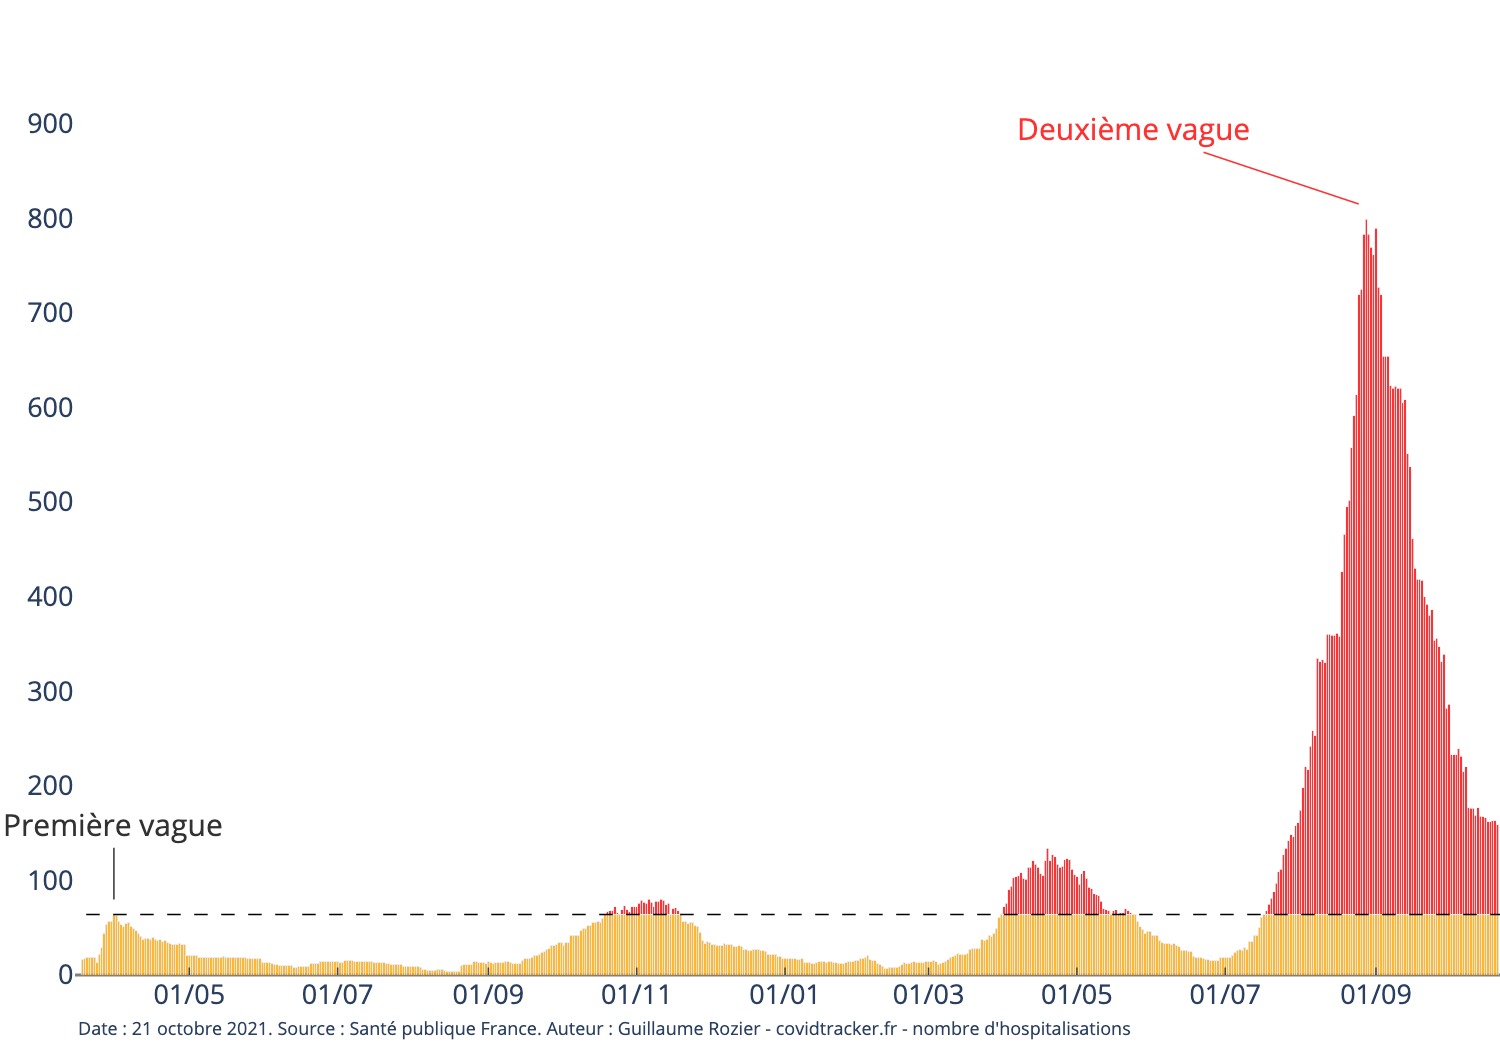 900
Deuxième vague
800
700
600
500
400
300
200
Première vague
100
0
01/05 01/07 01/09 01/11 01/01 01/03 01/05 01/07 01/09
Date : 21 octobre 2021. Source : Santé publique France. Auteur : Guillaume Rozier - covidtracker.fr - nombre d'hospitalisations